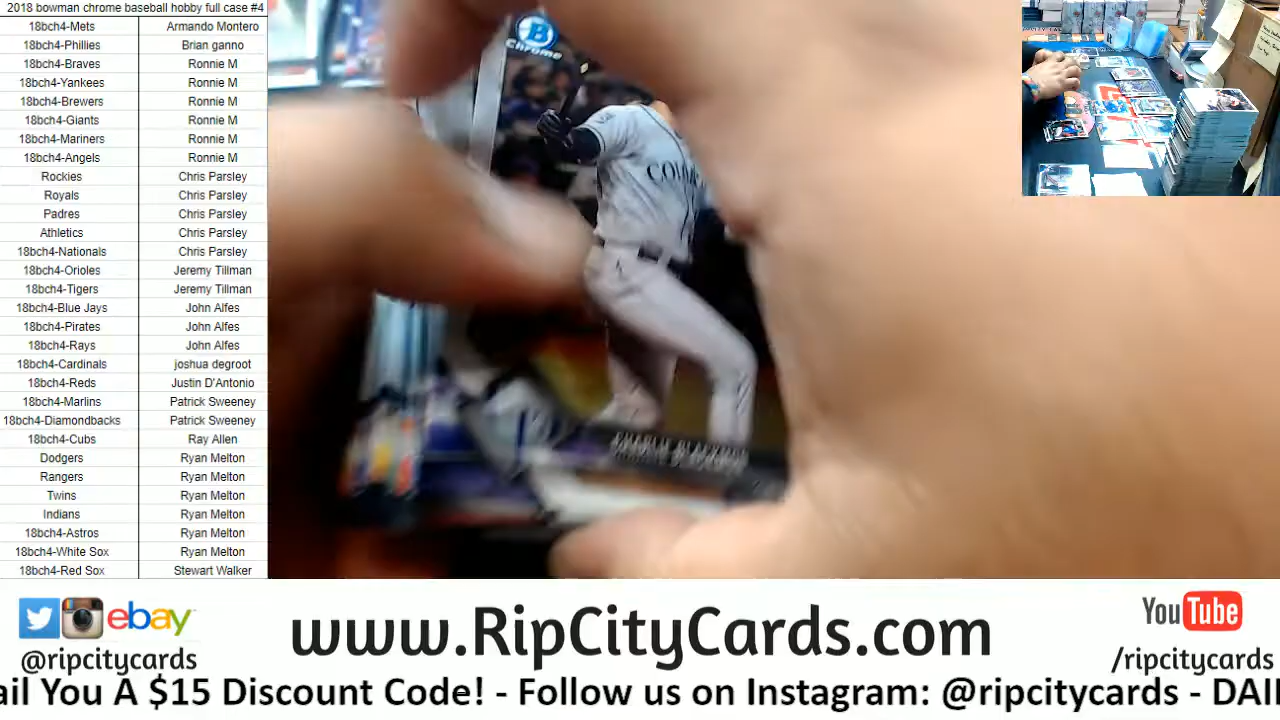 2018 bowman chrome baseball hobby full case #4
18bch4-Mets Armando Montero
18bch4-Phillies Brian ganno
18bch4-Braves Ronnie M
18bch4-Yankees Ronnie M
18bch4-Brewers Ronnie M
18bch4-Giants Ronnie M
18bch4-Mariners Ronnie M
18bch4-Angels Ronnie M
Rockies Chris Parsley
Royals Chris Parsley
Padres Chris Parsley
Athletics Chris Parsley
18bch4-Nationals Chris Parsley
18bch4-Orioles Jeremy Tillman
18bch4-Tigers Jeremy Tillman
18bch4-Blue Jays John Alfes
18bch4-Pirates John Alfes
18bch4-Rays John Alfes
18bch4-Cardinals joshua degroot
18bch4-Reds Justin D'Antonio
18bch4-Marlins Patrick Sweeney
18bch4-Diamondbacks Patrick Sweeney
18bch4-Cubs Ray Allen
Dodgers Ryan Melton
Rangers Ryan Melton
Twins Ryan Melton
Indians Ryan Melton
18bch4-Astros Ryan Melton
18bch4-White Sox Ryan Melton
18bch4-Red Sox Stewart Walker
B
Chrome
ebay
@ripcitycards
www.RipCityCards.com
YouTube
/ripcitycards
ail You A $15 Discount Code! - Follow us on Instagram: @ripcitycards - DAI